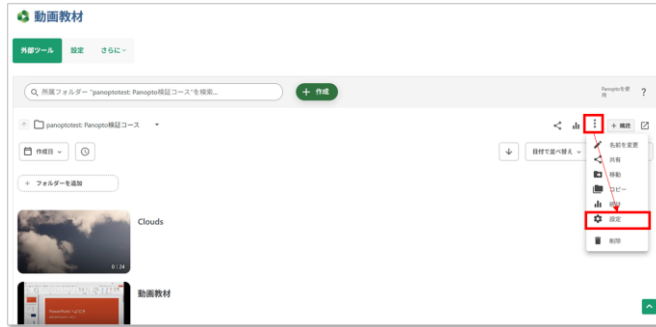 動画教材
外部ツール 設定 さらに
所属フォルダー "panoptotest: Panopto検証コース"を検索...
+ 作成
Panoptoを使用
?
panoptotest: Panopto検証コース
作成日
日付で並べ替え
名前を変更
共有
移動
コピー
設定
削除
+ フォルダーを追加
Clouds
0:24
動画教材